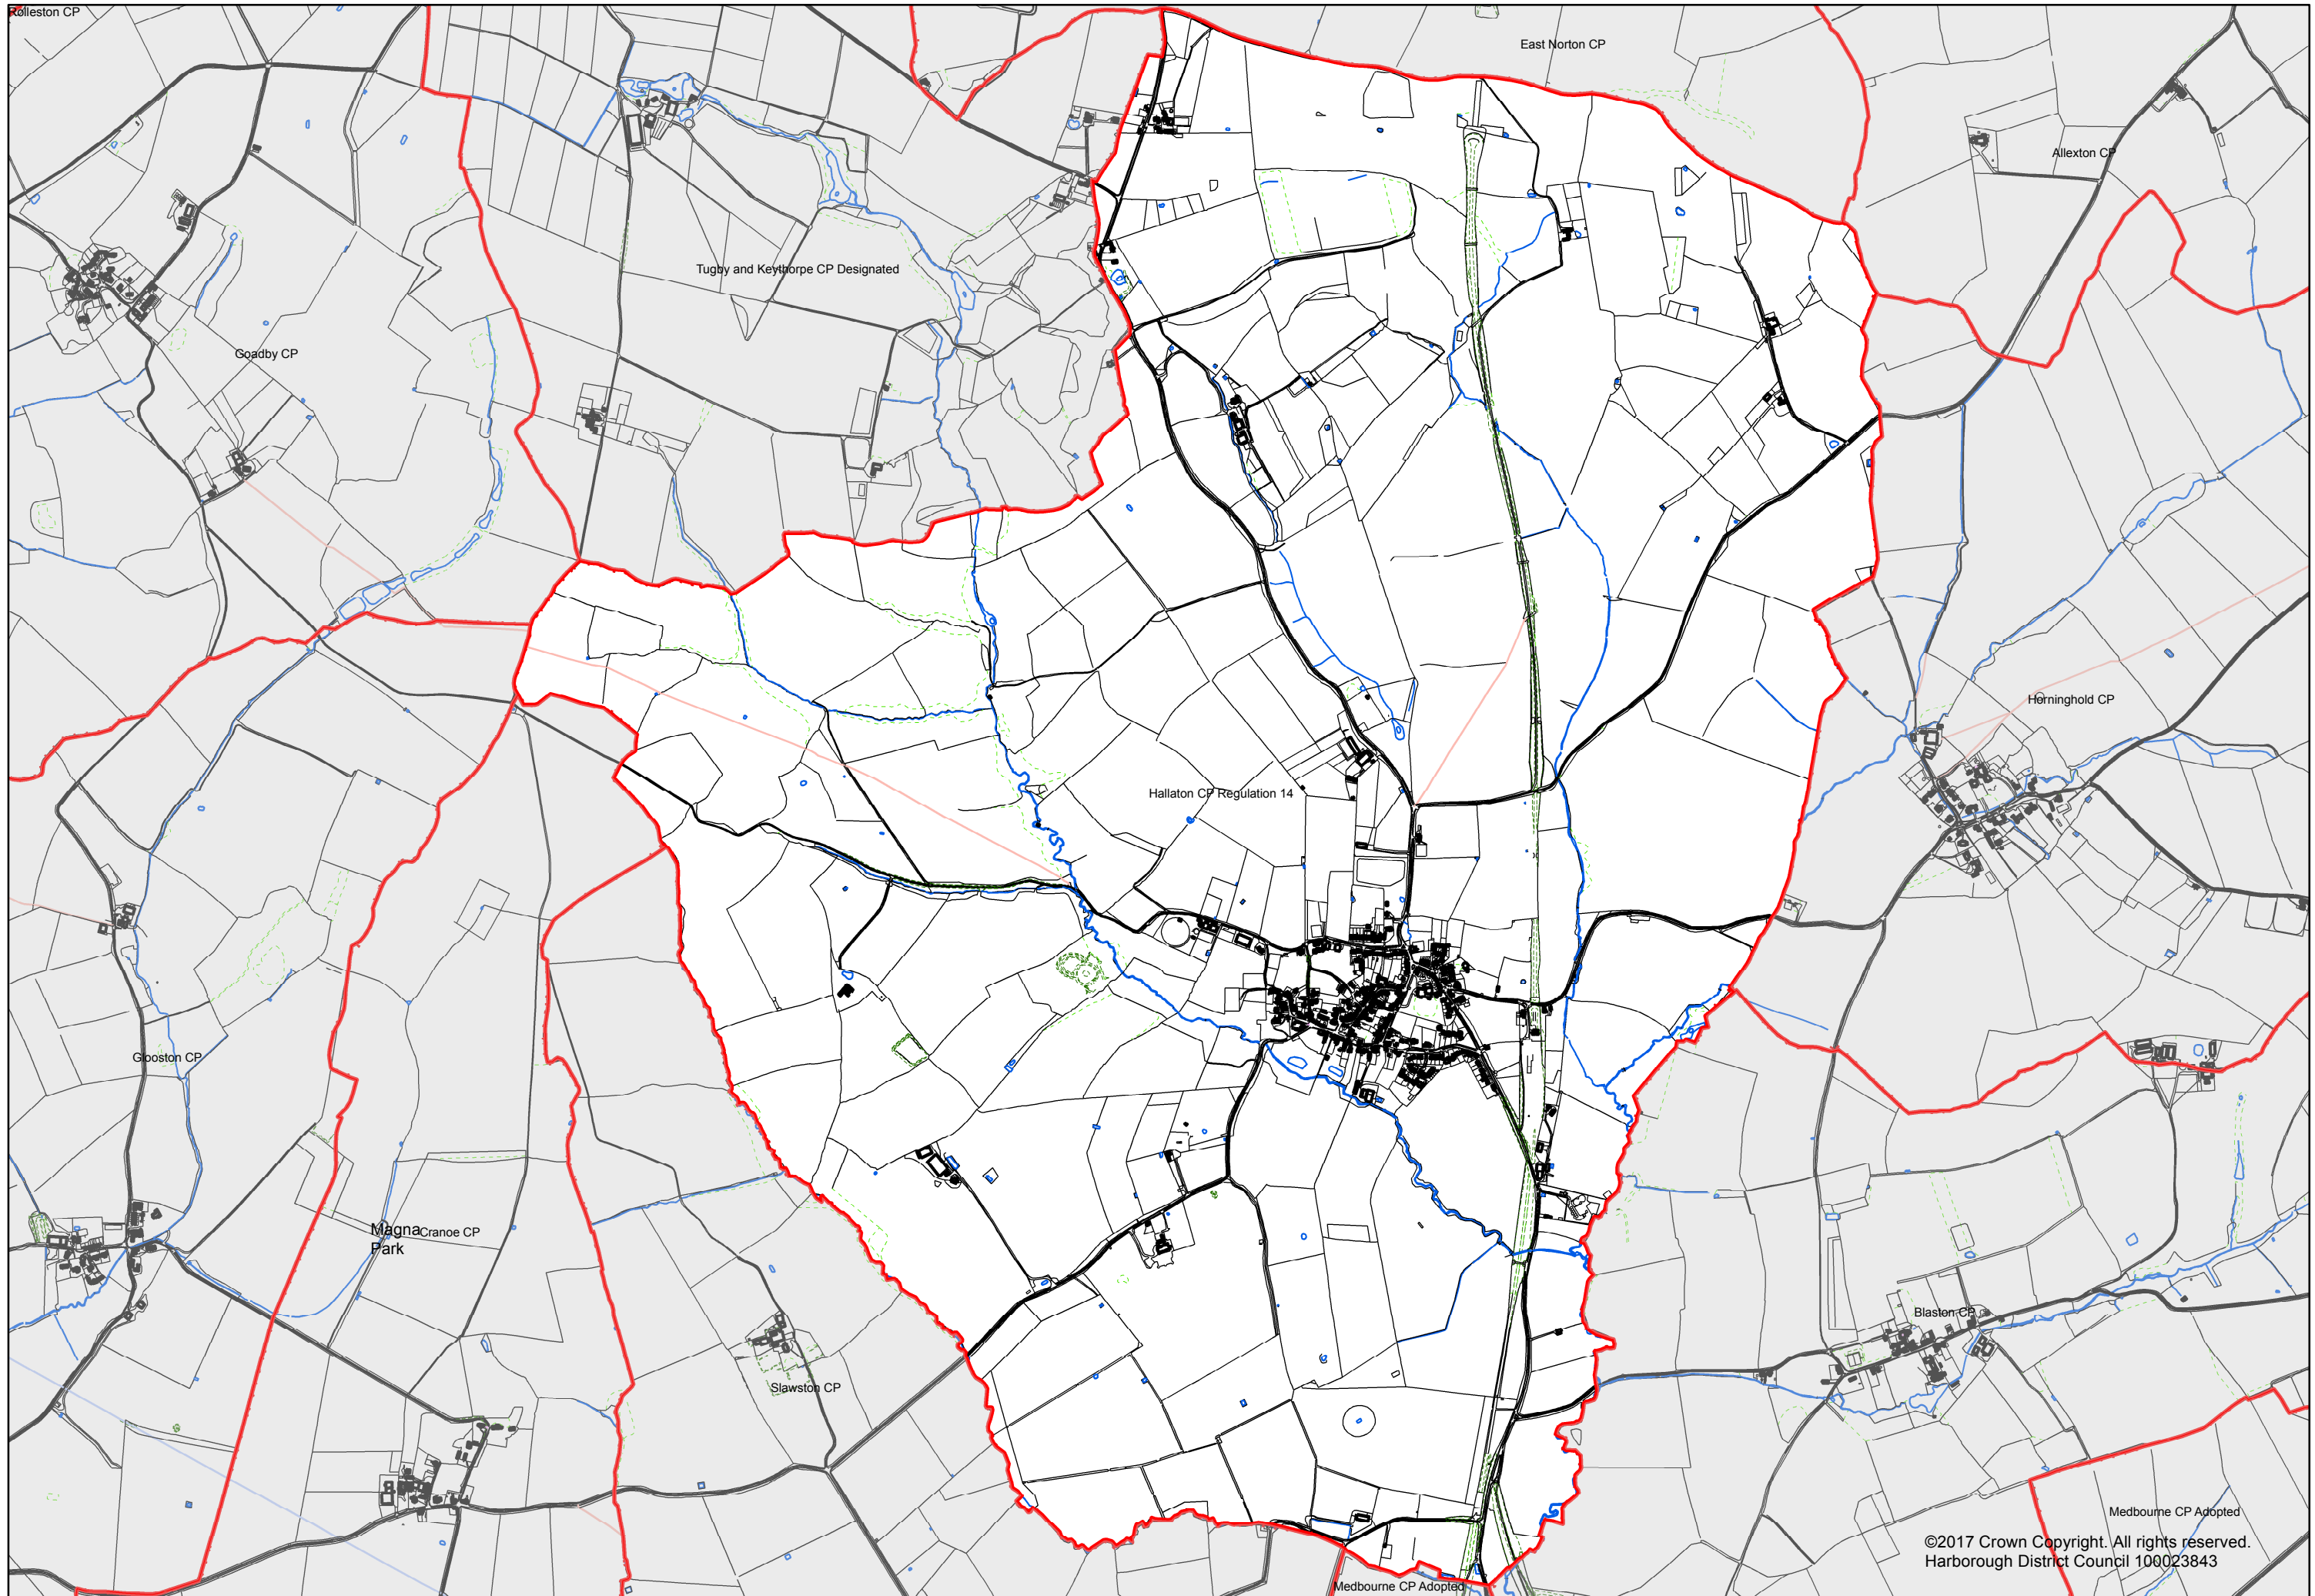 Rolleston CP
East Norton CP
Allexton CP
Tugby and Keythorpe CP Designated
Goadby CP
Horninghold CP
Hallaton CP Regulation 14
Glooston CP
Magna
Park
Cranoe CP
Blaston CP
Slawston CP
Medbourne CP Adopted
©2017 Crown Copyright. All rights reserved.
Harborough District Council 100023843
Medbourne CP Adopted